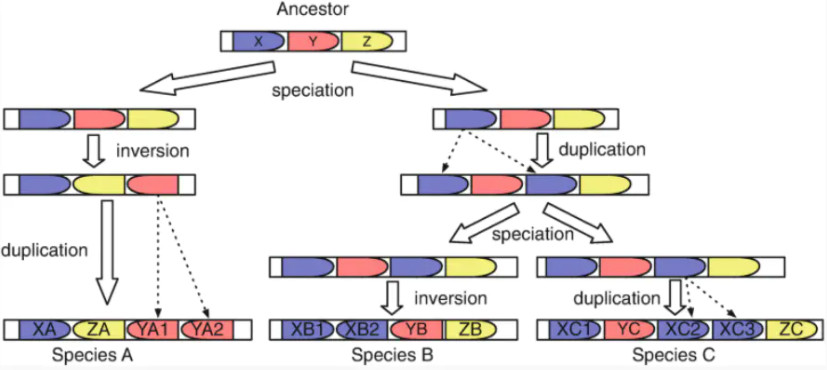 Ancestor
X Y Z
speciation
inversion
duplication
duplication
speciation
inversion
duplication
XA ZA YA1 YA2
XB1 XB2 YB ZB
XC1 YC XC2 XC3 ZC
Species A
Species B
Species C